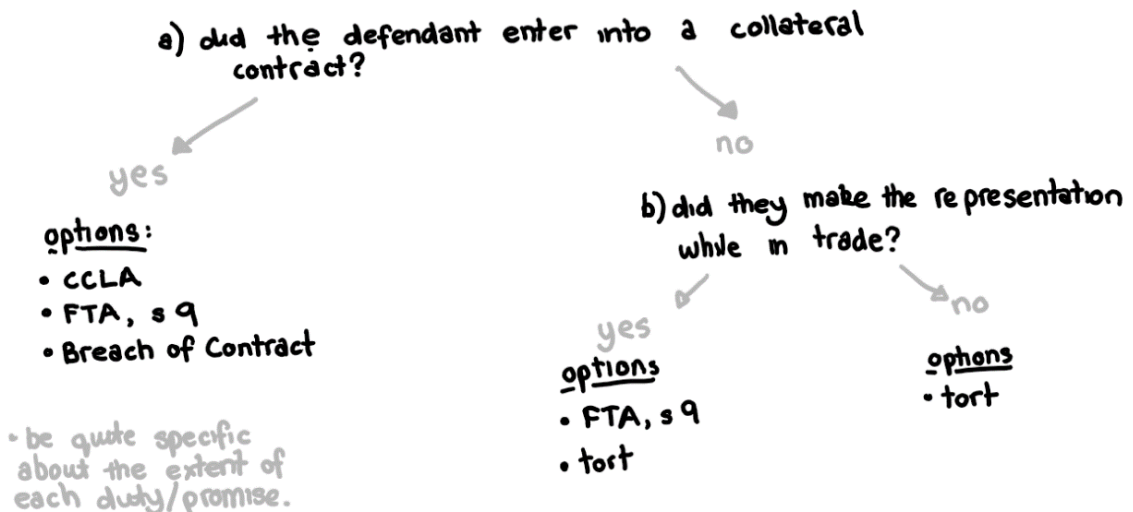 a) did the defendant enter into a collateral
contract?
yes
no
options:
• CCLA
• FTA, s 9
• Breach of Contract
b) did they make the representation
while in trade?
yes
no
options
• FTA, s 9
• tort
options
• tort
• be quite specific
about the extent of
each duty/promise.